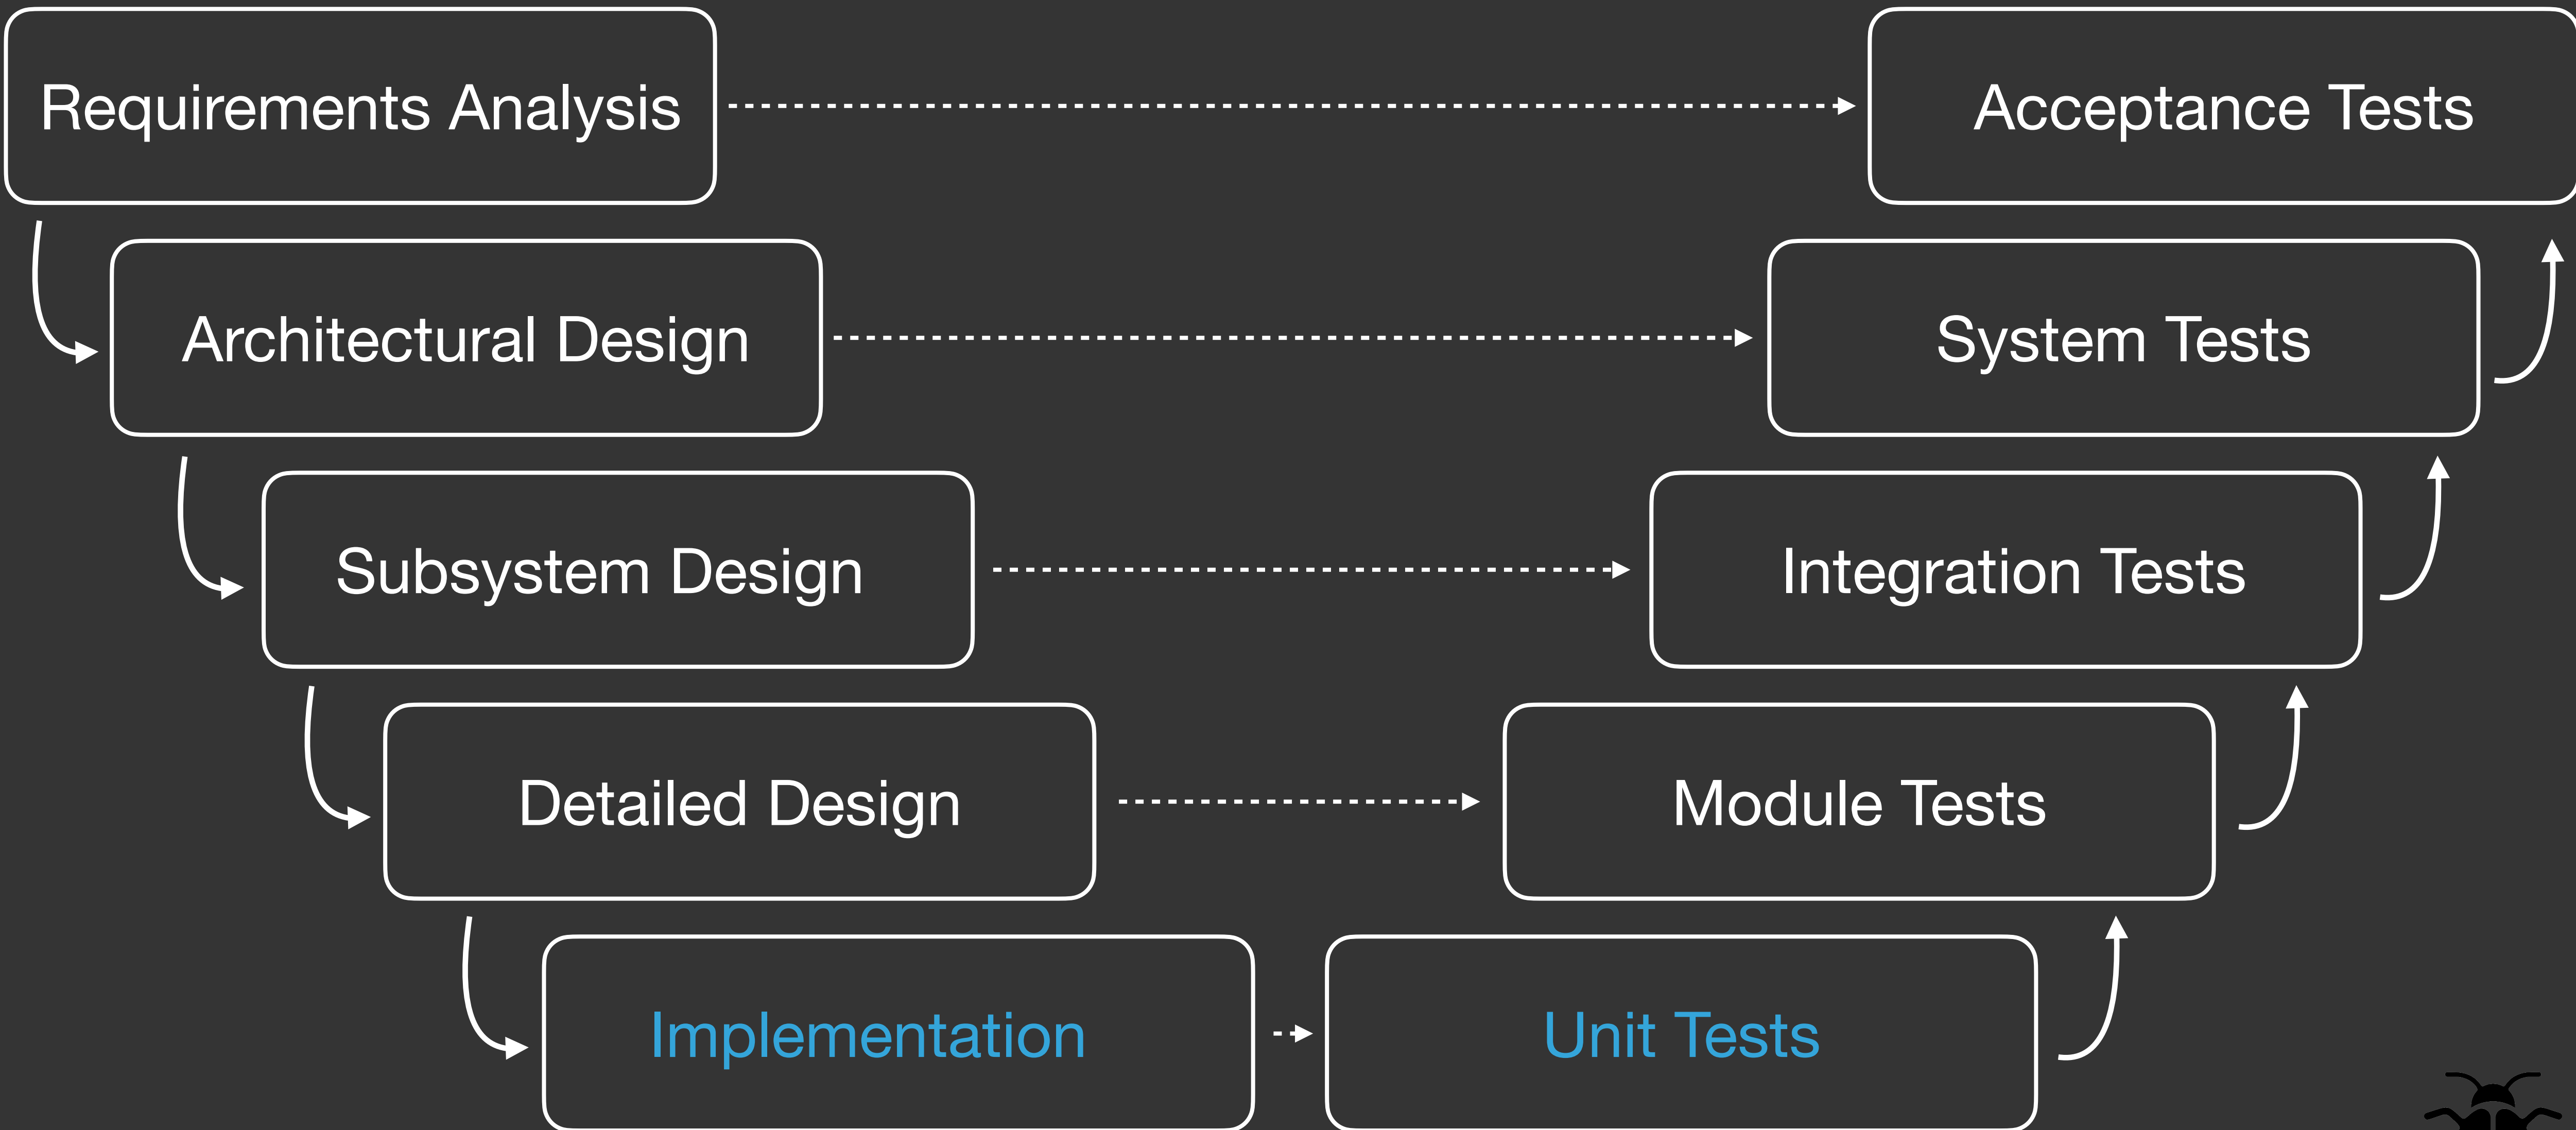 Requirements Analysis
Acceptance Tests
Architectural Design
System Tests
Subsystem Design
Integration Tests
Detailed Design
Module Tests
Implementation
Unit Tests